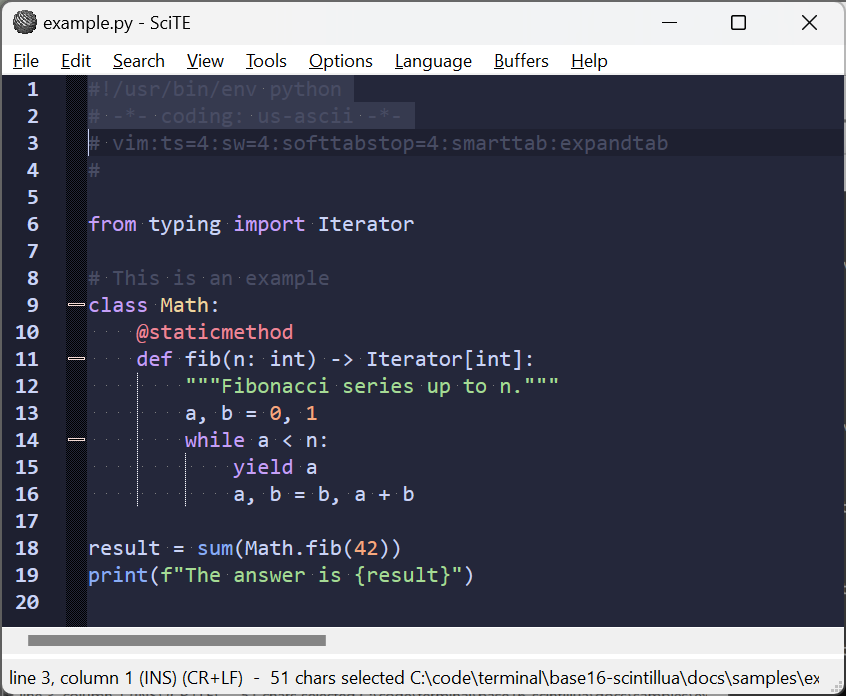 example.py - SciTE
File Edit Search View Tools Options Language Buffers Help
1 #!/usr/bin/env python
2 # -*- coding: us-ascii -*-
3 # vim:ts=4:sw=4:softtabstop=4:smarttab:expandtab
4 #
5
6 from typing import Iterator
7
8 # This is an example
9 class Math:
10     @staticmethod
11     def fib(n: int) -> Iterator[int]:
12         """Fibonacci series up to n."""
13         a, b = 0, 1
14         while a < n:
15             yield a
16             a, b = b, a + b
17
18 result = sum(Math.fib(42))
19 print(f"The answer is {result}")
20
line 3, column 1 (INS) (CR+LF) - 51 chars selected C:\code\terminal\base16-scintillua\docs\samples\ex